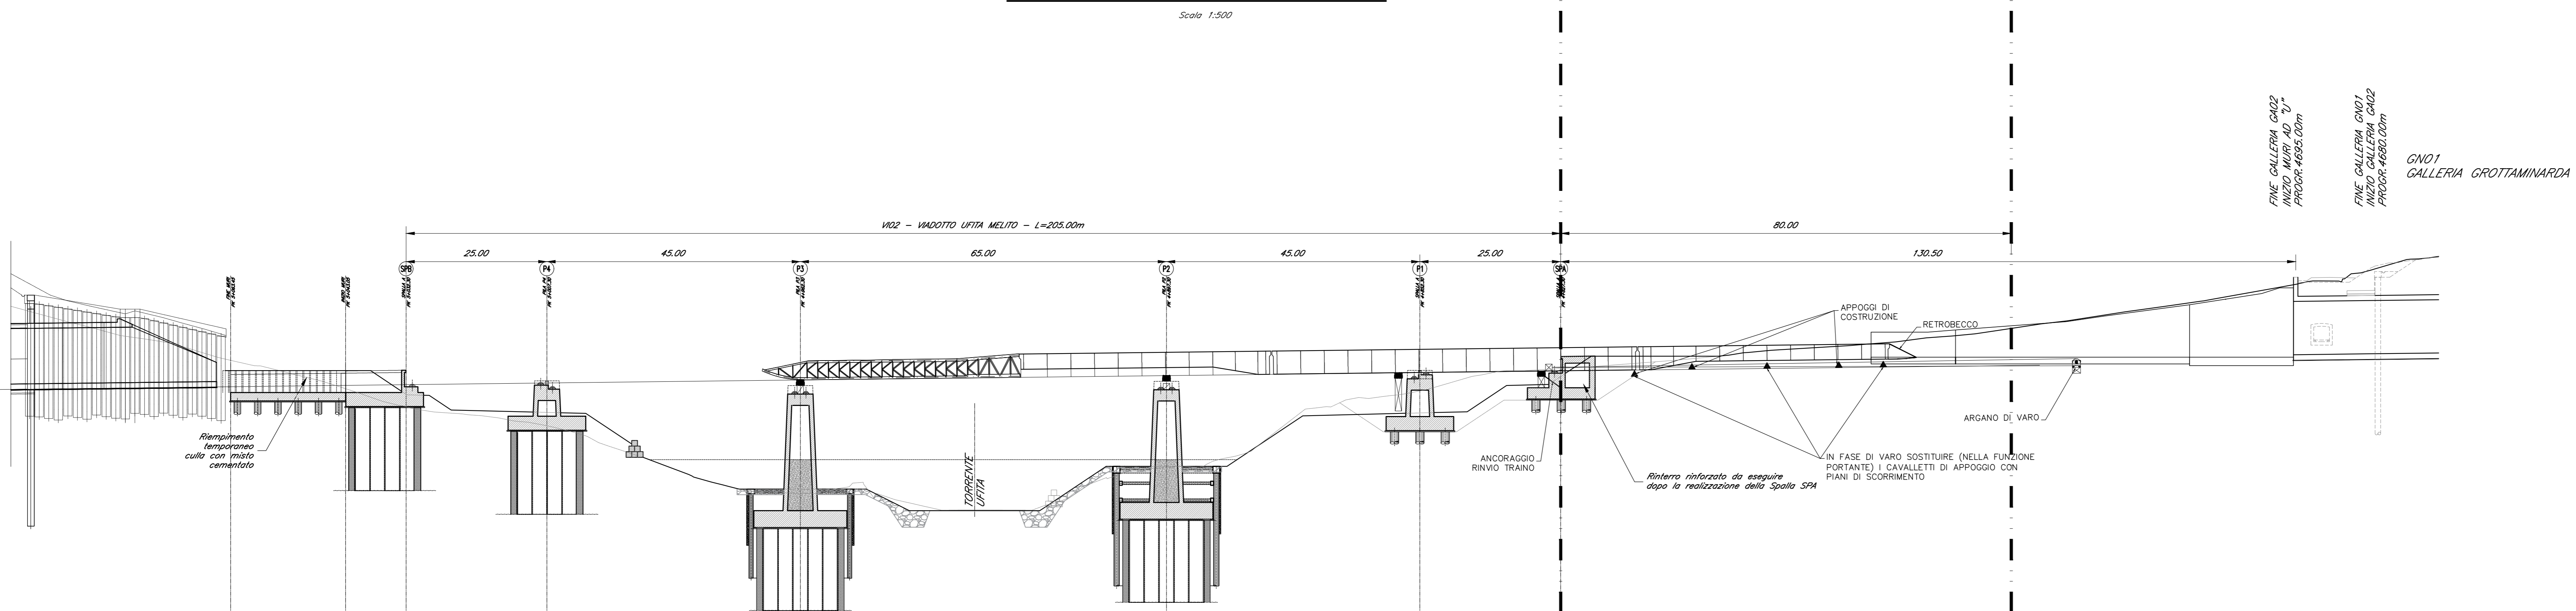 Scala 1:500
FINE GALLERIA GA02
INIZIO MURI AD "U"
PROGR.4695.00m
FINE GALLERIA GN01
INIZIO GALLERIA GA02
PROGR.4680.00m
GN01
GALLERIA GROTTAMINARDA
VI02 - VIADOTTO UFITA MELITO - L=205.00m
80.00
25.00
45.00
65.00
45.00
25.00
130.50
SPB
P4
P3
P2
P1
SPA
APPOGGI DI
COSTRUZIONE
RETROBECCO
ARGANO DI VARO
Riempimento
temporaneo
culla con misto
cementato
TORRENTE
UFITA
ANCORAGGIO
RINVIO TRAINO
Rinterro rinforzato da eseguire
dopo la realizzazione della Spalla SPA
IN FASE DI VARO SOSTITUIRE (NELLA FUNZIONE
PORTANTE) I CAVALLETTI DI APPOGGIO CON
PIANI DI SCORRIMENTO